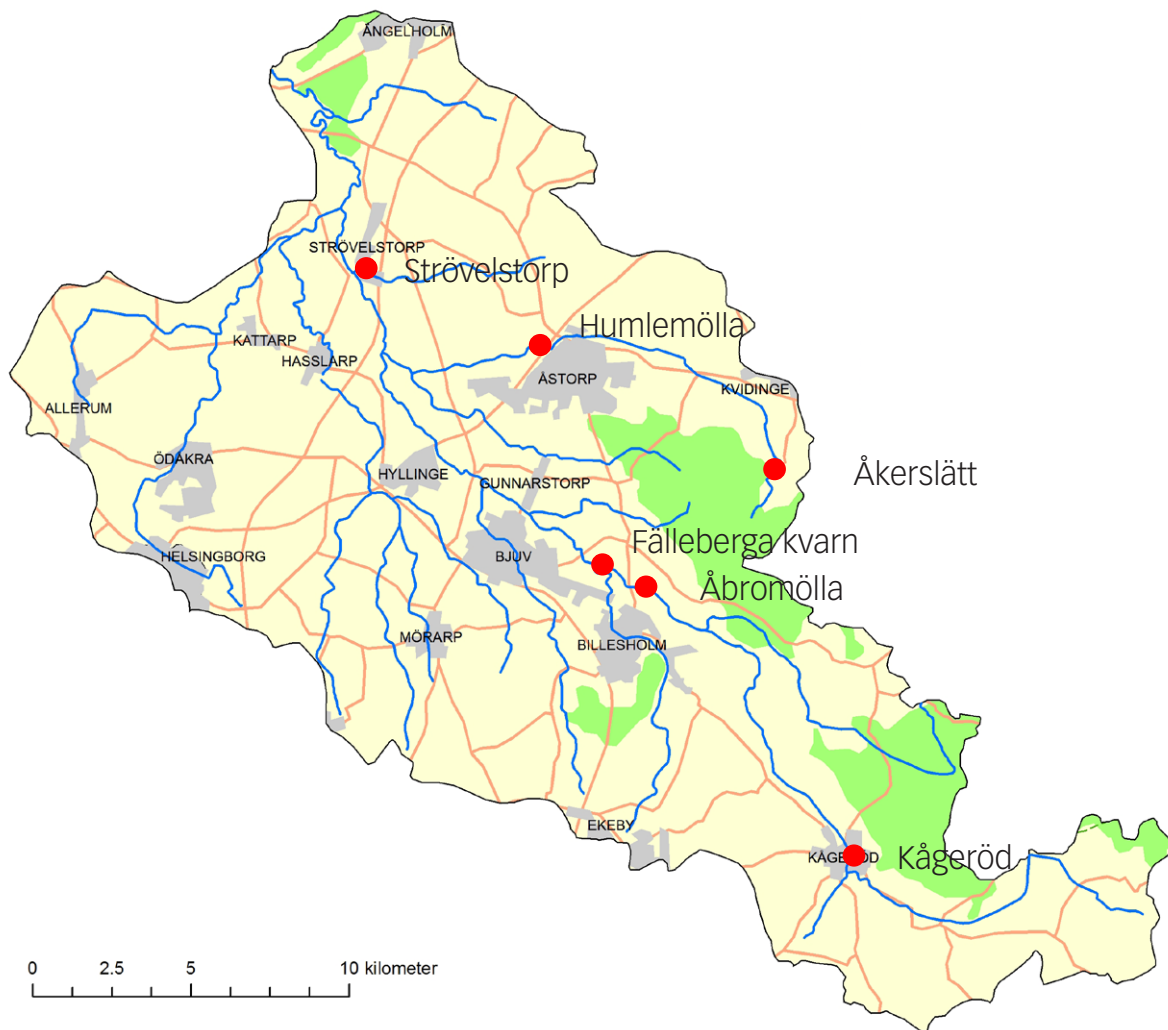 ÄNGELHOLM
STRÖVELSTORP
Strövelstorp
Humlemölla
KATTARP
HASSLARP
ÅSTORP
KVIDINGE
ALLERUM
ÖDÅKRA
HYLLINGE
GUNNARSTORP
Åkerslätt
HELSINGBORG
BJUV
Fälleberga kvarn
Åbromölla
MÖRARP
BILLESHOLM
EKEBY
KÅGERÖD
Kågeröd
0 2.5 5 10 kilometer